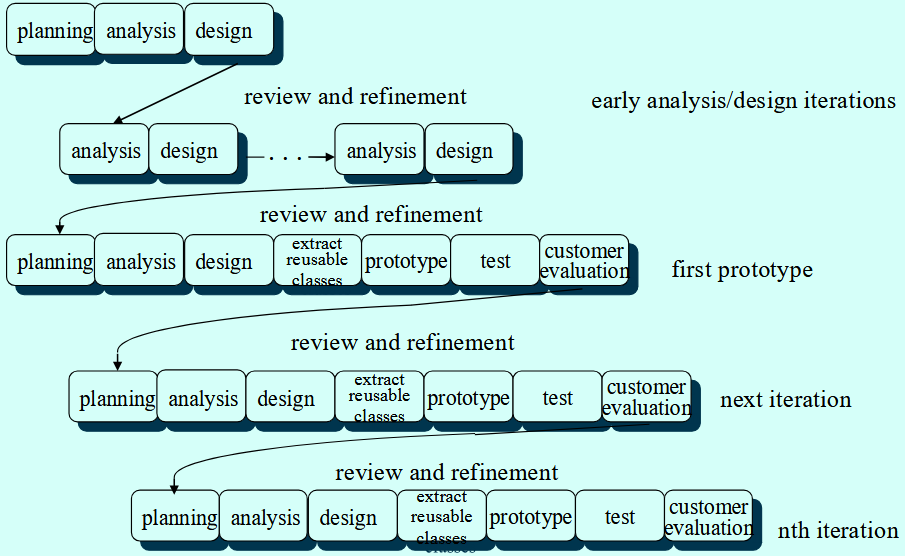 planning analysis design
review and refinement
early analysis/design iterations
analysis design . . . analysis design
review and refinement
planning analysis design extract reusable classes prototype test customer evaluation
first prototype
review and refinement
planning analysis design extract reusable classes prototype test customer evaluation
next iteration
review and refinement
planning analysis design extract reusable classes prototype test customer evaluation
nth iteration